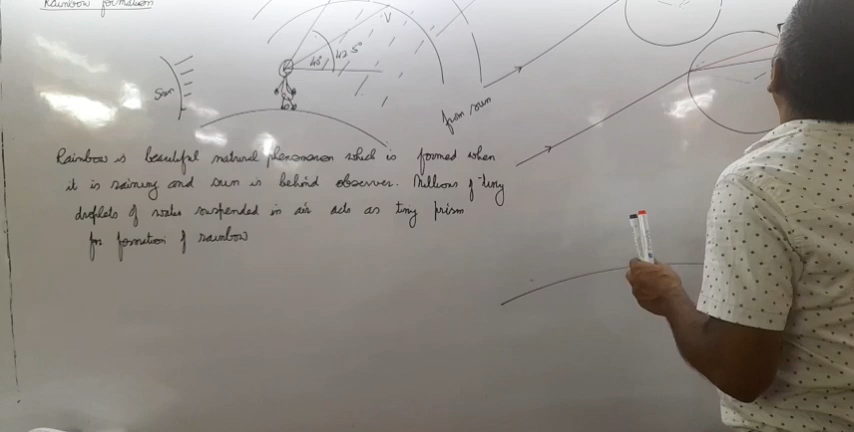 Rainbow formation
V
42.5°
40°
Sun
from sun
Rainbow is beautiful natural phenomenon which is formed when
it is raining and sun is behind observer. Millions of tiny
droplets of water suspended in air acts as tiny prism
for formation of rainbow